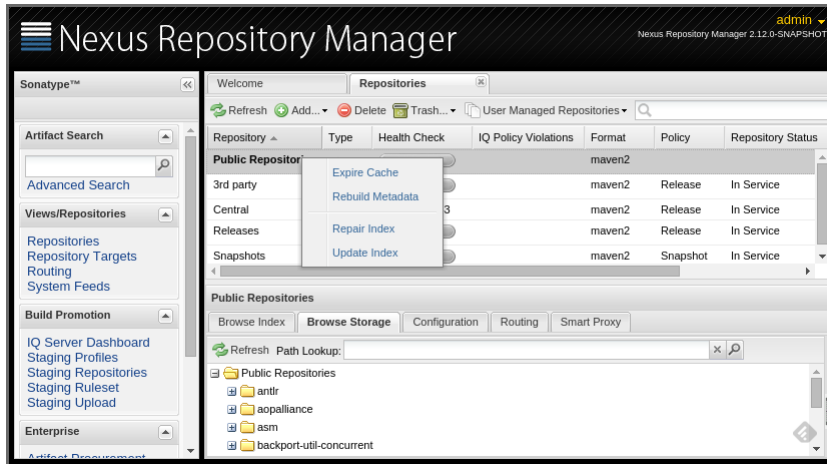 admin
Nexus Repository Manager
Nexus Repository Manager 2.12.0-SNAPSHOT
Sonatype™
Welcome
Repositories
Refresh Add... Delete Trash... User Managed Repositories
Artifact Search
Advanced Search
Views/Repositories
Repositories
Repository Targets
Routing
System Feeds
Build Promotion
IQ Server Dashboard
Staging Profiles
Staging Repositories
Staging Ruleset
Staging Upload
Enterprise
Artifact Procurement
Repository Type Health Check IQ Policy Violations Format Policy Repository Status
Public Repositori maven2
3rd party maven2 Release In Service
Central 3 maven2 Release In Service
Releases maven2 Release In Service
Snapshots maven2 Snapshot In Service
Expire Cache
Rebuild Metadata
Repair Index
Update Index
Public Repositories
Browse Index Browse Storage Configuration Routing Smart Proxy
Refresh Path Lookup:
Public Repositories
antlr
aopalliance
asm
backport-util-concurrent